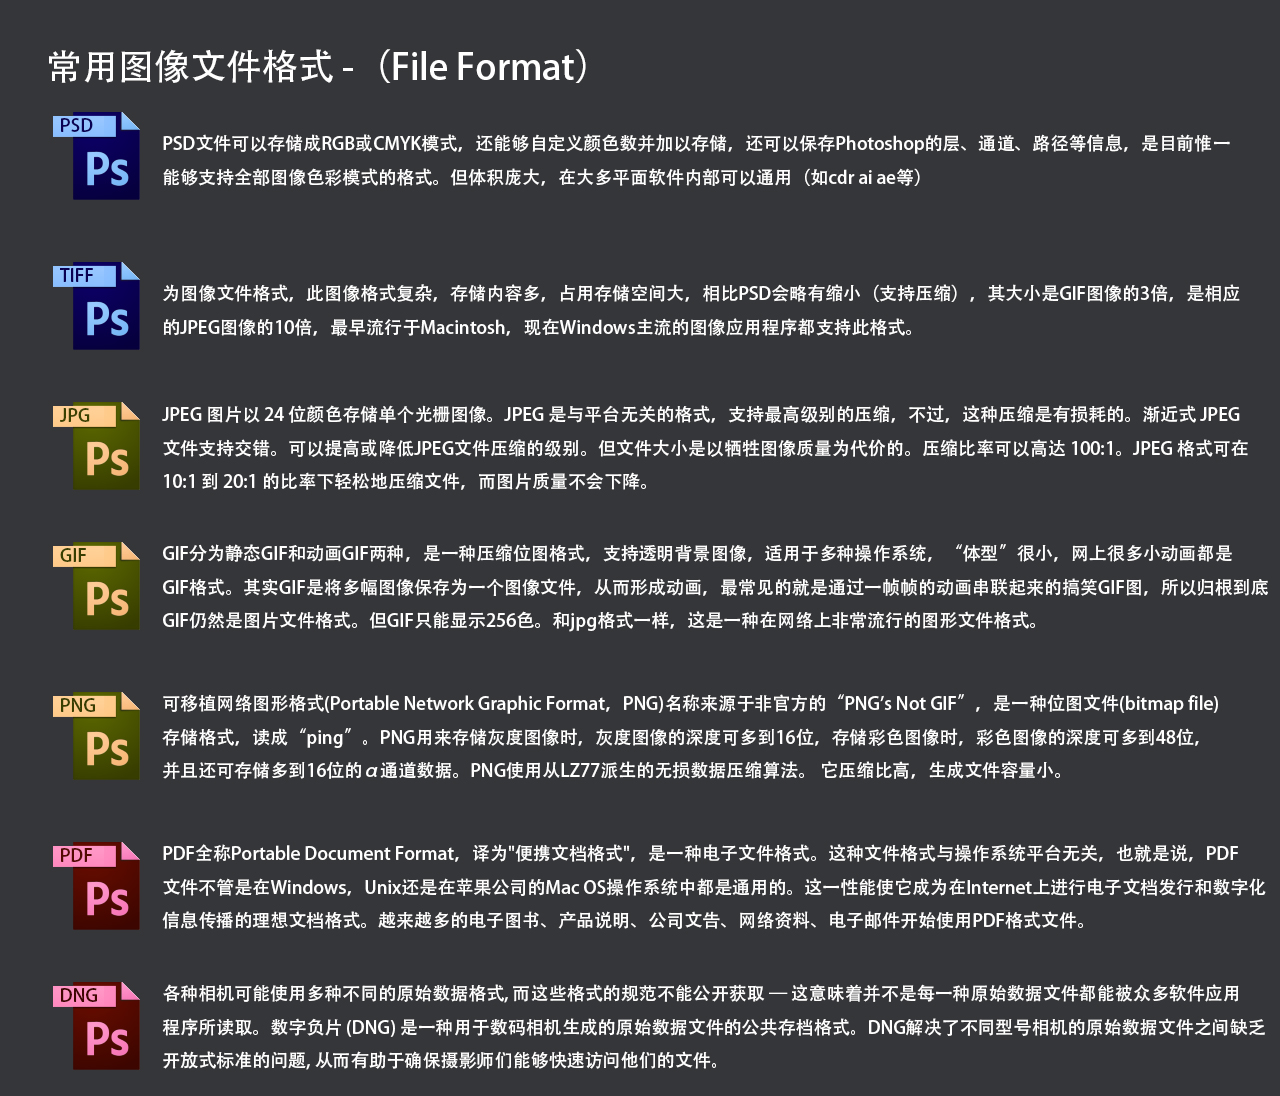 常用图像文件格式 -（File Format）
PSD
Ps
PSD文件可以存储成RGB或CMYK模式，还能够自定义颜色数并加以存储，还可以保存Photoshop的层、通道、路径等信息，是目前惟一
能够支持全部图像色彩模式的格式。但体积庞大，在大多平面软件内部可以通用（如cdr ai ae等）
TIFF
Ps
为图像文件格式，此图像格式复杂，存储内容多，占用存储空间大，相比PSD会略有缩小（支持压缩），其大小是GIF图像的3倍，是相应
的JPEG图像的10倍，最早流行于Macintosh，现在Windows主流的图像应用程序都支持此格式。
JPG
Ps
JPEG 图片以 24 位颜色存储单个光栅图像。JPEG 是与平台无关的格式，支持最高级别的压缩，不过，这种压缩是有损耗的。渐近式 JPEG
文件支持交错。可以提高或降低JPEG文件压缩的级别。但文件大小是以牺牲图像质量为代价的。压缩比率可以高达 100:1。JPEG 格式可在
10:1 到 20:1 的比率下轻松地压缩文件，而图片质量不会下降。
GIF
Ps
GIF分为静态GIF和动画GIF两种，是一种压缩位图格式，支持透明背景图像，适用于多种操作系统，“体型”很小，网上很多小动画都是
GIF格式。其实GIF是将多幅图像保存为一个图像文件，从而形成动画，最常见的就是通过一帧帧的动画串联起来的搞笑GIF图，所以归根到底
GIF仍然是图片文件格式。但GIF只能显示256色。和jpg格式一样，这是一种在网络上非常流行的图形文件格式。
PNG
Ps
可移植网络图形格式(Portable Network Graphic Format，PNG)名称来源于非官方的“PNG’s Not GIF”，是一种位图文件(bitmap file)
存储格式，读成“ping”。PNG用来存储灰度图像时，灰度图像的深度可多到16位，存储彩色图像时，彩色图像的深度可多到48位，
并且还可存储多到16位的α通道数据。PNG使用从LZ77派生的无损数据压缩算法。 它压缩比高，生成文件容量小。
PDF
Ps
PDF全称Portable Document Format，译为"便携文档格式"，是一种电子文件格式。这种文件格式与操作系统平台无关，也就是说，PDF
文件不管是在Windows，Unix还是在苹果公司的Mac OS操作系统中都是通用的。这一性能使它成为在Internet上进行电子文档发行和数字化
信息传播的理想文档格式。越来越多的电子图书、产品说明、公司文告、网络资料、电子邮件开始使用PDF格式文件。
DNG
Ps
各种相机可能使用多种不同的原始数据格式, 而这些格式的规范不能公开获取 — 这意味着并不是每一种原始数据文件都能被众多软件应用
程序所读取。数字负片 (DNG) 是一种用于数码相机生成的原始数据文件的公共存档格式。DNG解决了不同型号相机的原始数据文件之间缺乏
开放式标准的问题, 从而有助于确保摄影师们能够快速访问他们的文件。